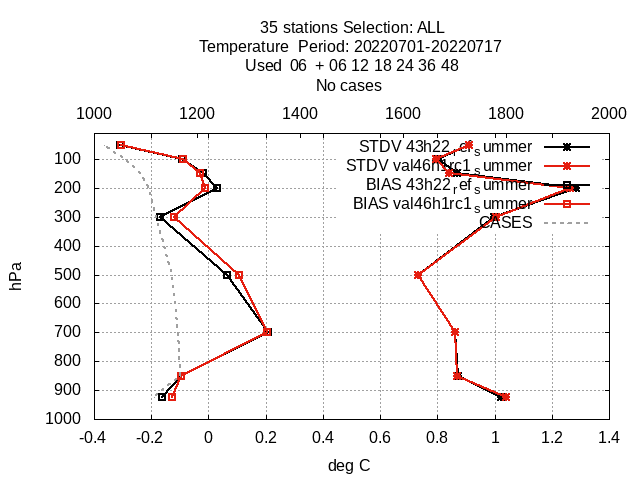 35 stations Selection: ALL
Temperature  Period: 20220701-20220717
Used  06  + 06 12 18 24 36 48
No cases
1000 1200 1400 1600 1800 2000
STDV 43h22_ref_summer
STDV val46h1rc1_summer
BIAS 43h22_ref_summer
BIAS val46h1rc1_summer
CASES
100
200
300
400
500
600
700
800
900
1000
hPa
-0.4 -0.2 0 0.2 0.4 0.6 0.8 1 1.2 1.4
deg C